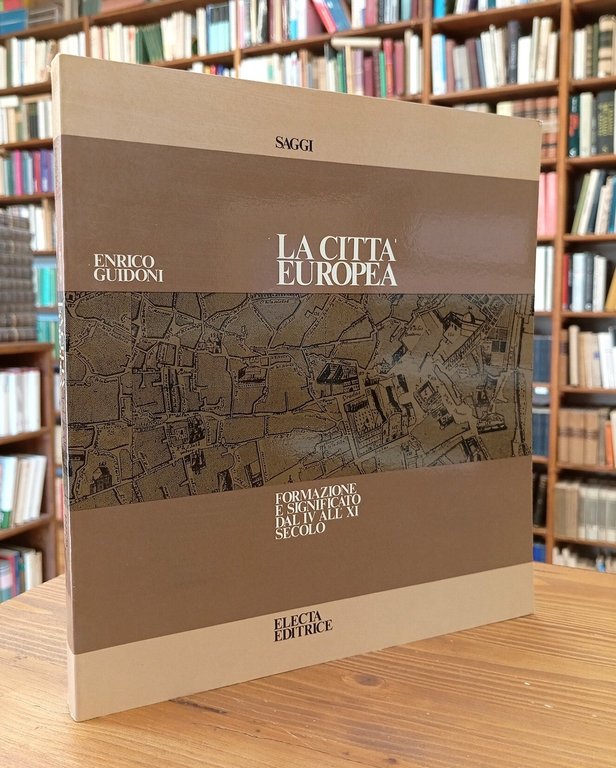 SAGGI
ENRICO
GUIDONI
LA CITTA'
EUROPEA
FORMAZIONE
E SIGNIFICATO
DAL IV ALL' XI
SECOLO
ELECTA
EDITRICE